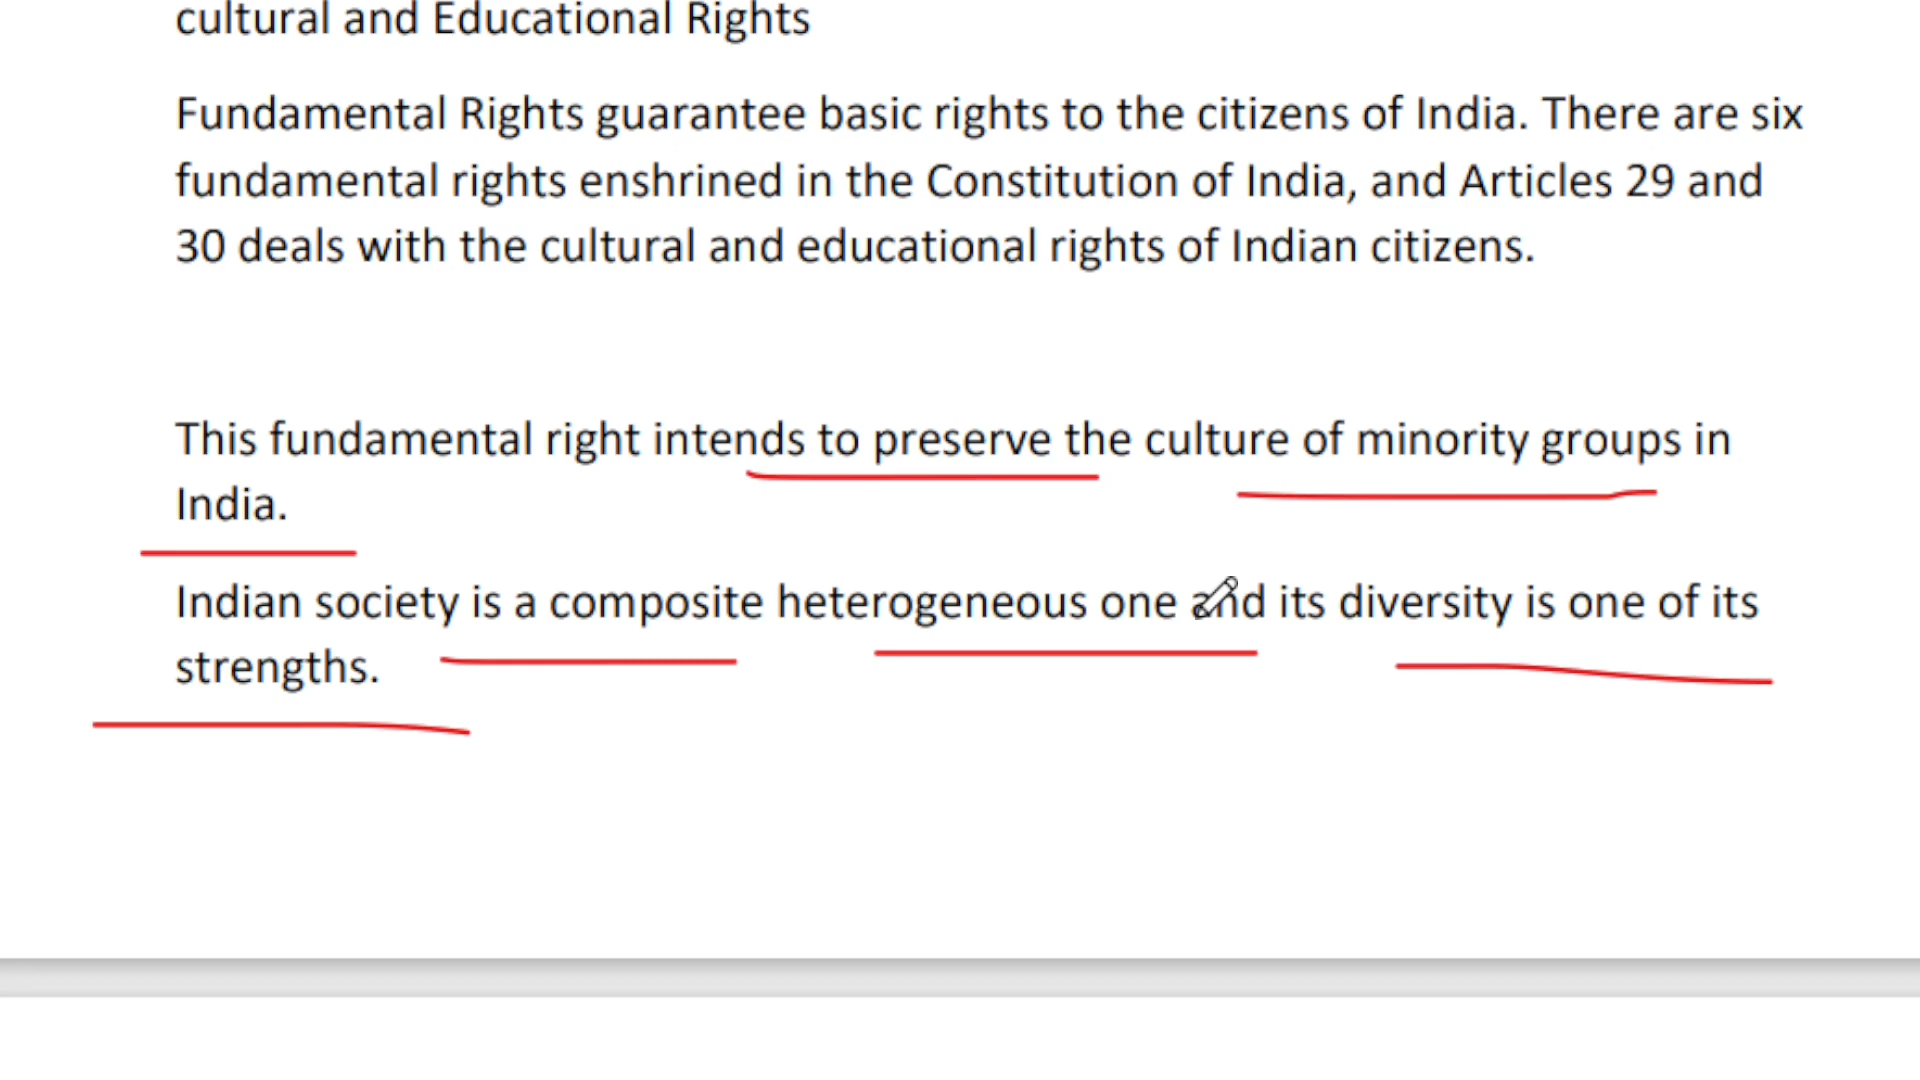 cultural and Educational Rights
Fundamental Rights guarantee basic rights to the citizens of India. There are six
fundamental rights enshrined in the Constitution of India, and Articles 29 and
30 deals with the cultural and educational rights of Indian citizens.
This fundamental right intends to preserve the culture of minority groups in
India.
Indian society is a composite heterogeneous one and its diversity is one of its
strengths.